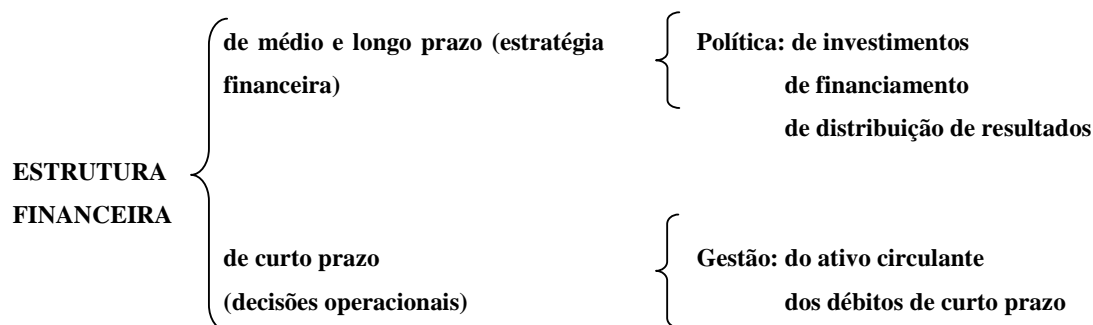 de médio e longo prazo (estratégia
financeira)
Política: de investimentos
de financiamento
de distribuição de resultados
ESTRUTURA
FINANCEIRA
de curto prazo
(decisões operacionais)
Gestão: do ativo circulante
dos débitos de curto prazo